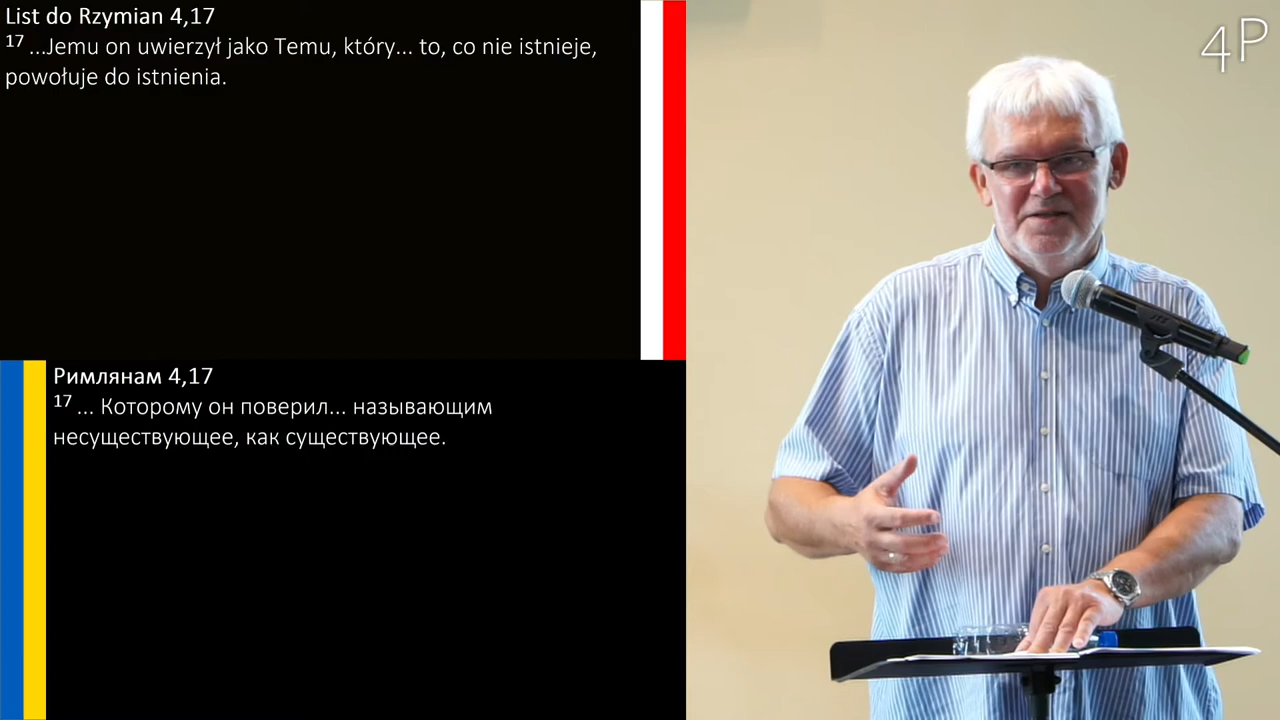 List do Rzymian 4,17
17 ...Jemu on uwierzył jako Temu, który... to, co nie istnieje,
powołuje do istnienia.
4P
Римлянам 4,17
17 ... Которому он поверил... называющим
несуществующее, как существующее.